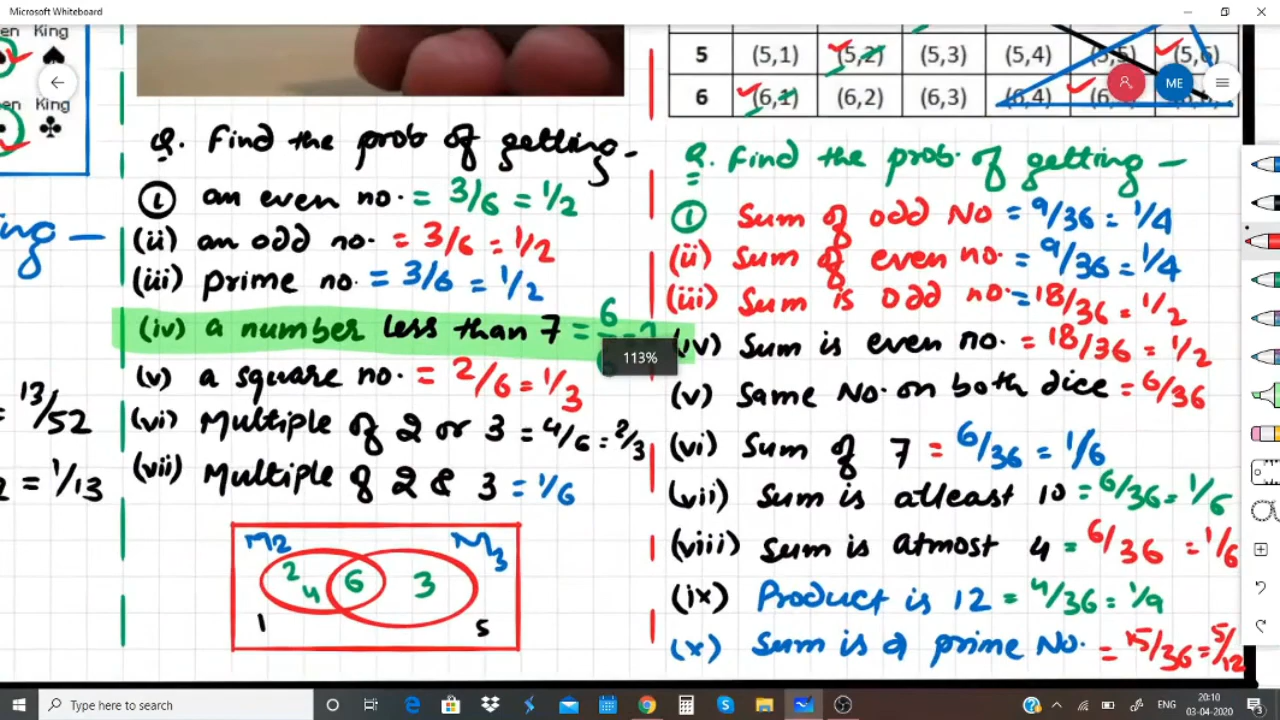 Microsoft Whiteboard
King
King
= 13/52
= 1/13
Q. Find the prob of getting -
(i) an even no. = 3/6 = 1/2
(ii) an odd no. = 3/6 = 1/2
(iii) prime no. = 3/6 = 1/2
(iv) a number less than 7 = 6
113%
(v) a square no. = 2/6 = 1/3
(vi) Multiple of 2 or 3 = 4/6 = 2/3
(vii) Multiple of 2 & 3 = 1/6
M2 M3
2 4 6 3
1 5
5 (5,1) (5,2) (5,3) (5,4) (5,5) (5,6)
6 (6,1) (6,2) (6,3) (6,4)
ME
Q. Find the prob. of getting -
(i) Sum of odd No = 9/36 = 1/4
(ii) Sum of even no. = 9/36 = 1/4
(iii) Sum is odd no. = 18/36 = 1/2
(iv) Sum is even no. = 18/36 = 1/2
(v) Same No. on both dice = 6/36
(vi) Sum of 7 = 6/36 = 1/6
(vii) Sum is atleast 10 = 6/36 = 1/6
(viii) Sum is atmost 4 = 6/36 = 1/6
(ix) Product is 12 = 4/36 = 1/9
(x) Sum is a prime No. = 15/36 = 5/12
Type here to search
ENG
20:10
03-04-2020